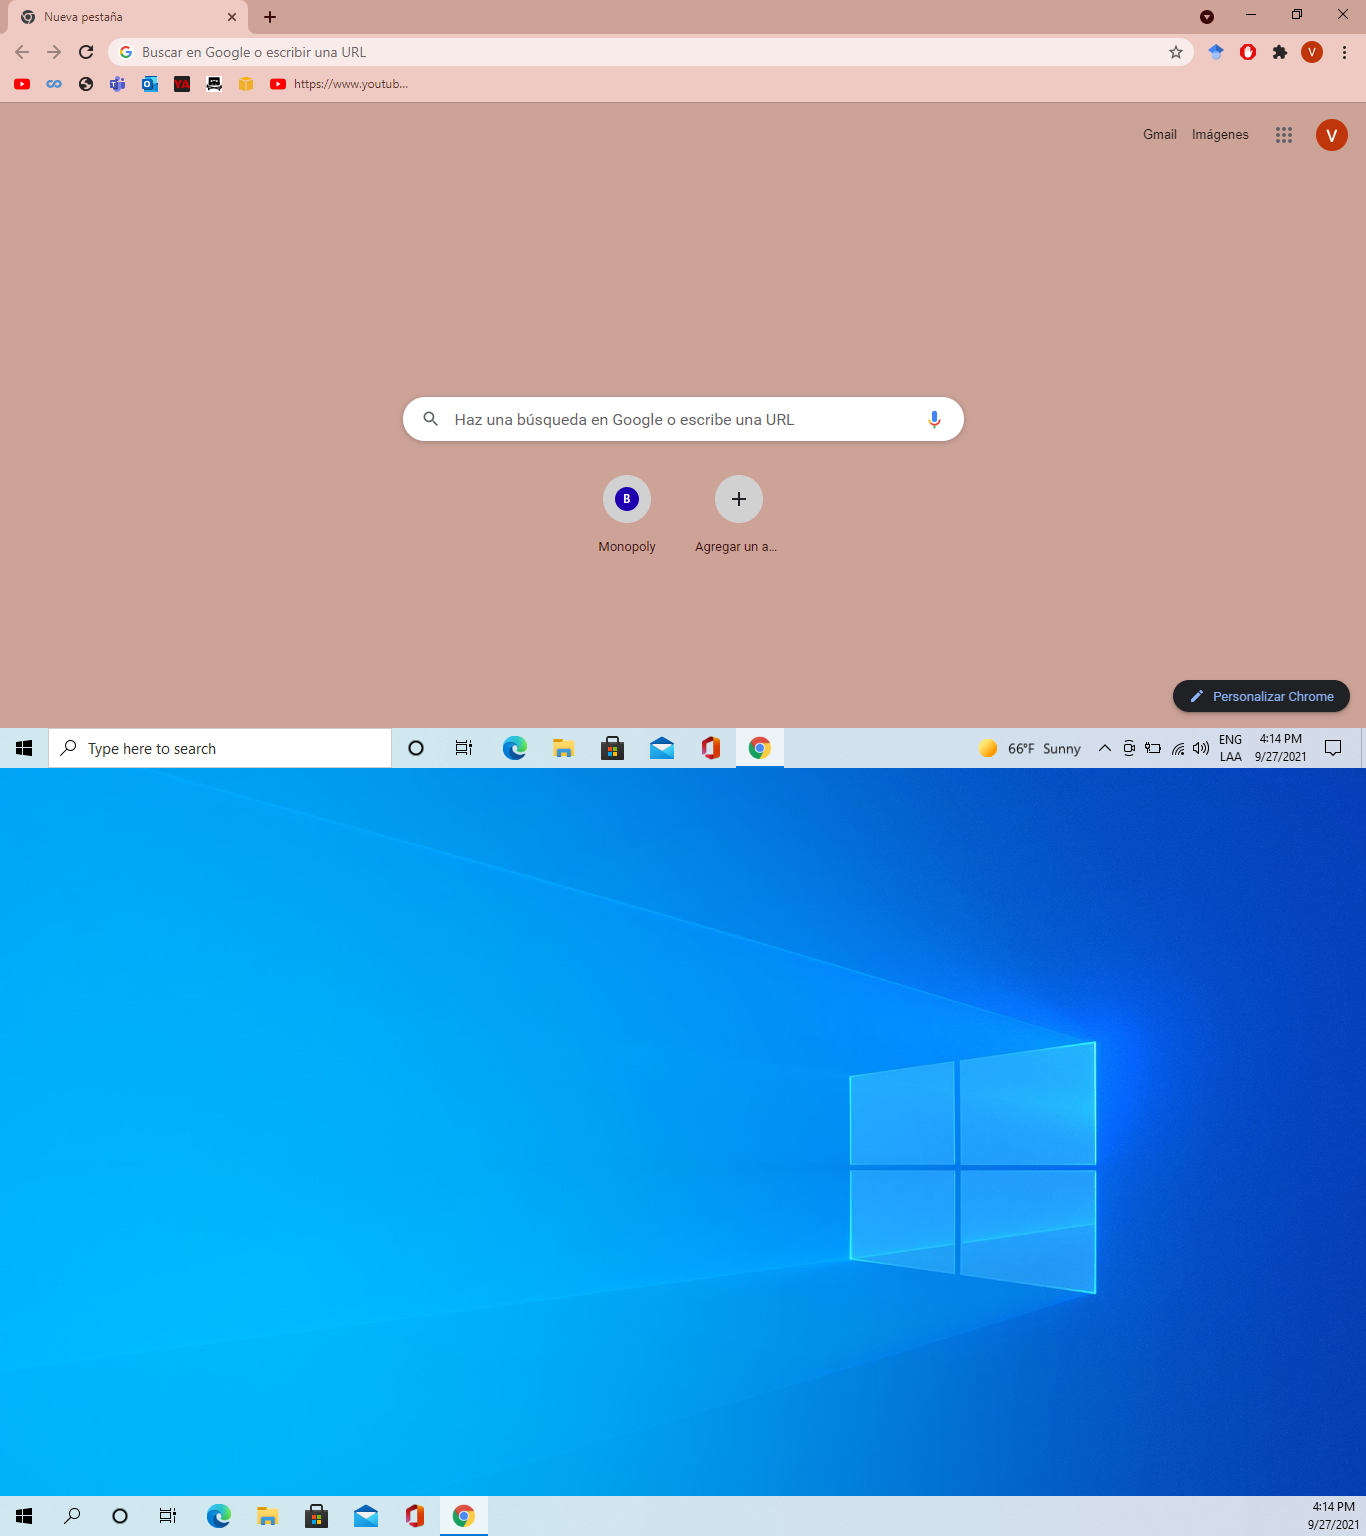 Nueva pestaña
Buscar en Google o escribir una URL
V
YA
https://www.youtub...
Gmail Imágenes
V
Haz una búsqueda en Google o escribe una URL
B
Monopoly Agregar un a...
Personalizar Chrome
Type here to search
66°F Sunny
ENG
LAA
4:14 PM
9/27/2021
4:14 PM
9/27/2021